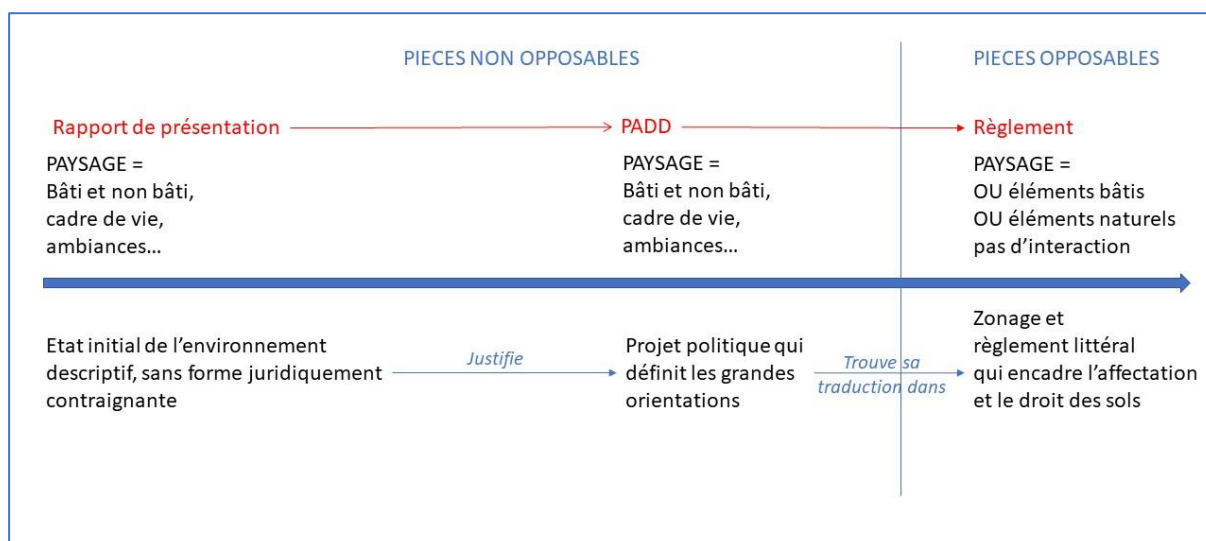 PIECES NON OPPOSABLES
PIECES OPPOSABLES
Rapport de présentation
PADD
Règlement
PAYSAGE =
Bâti et non bâti,
cadre de vie,
ambiances...
PAYSAGE =
Bâti et non bâti,
cadre de vie,
ambiances...
PAYSAGE =
OU éléments bâtis
OU éléments naturels
pas d'interaction
Etat initial de l'environnement
descriptif, sans forme juridiquement
contraignante
Justifie
Projet politique qui
définit les grandes
orientations
Trouve sa
traduction dans
Zonage et
règlement littéral
qui encadre l'affectation
et le droit des sols